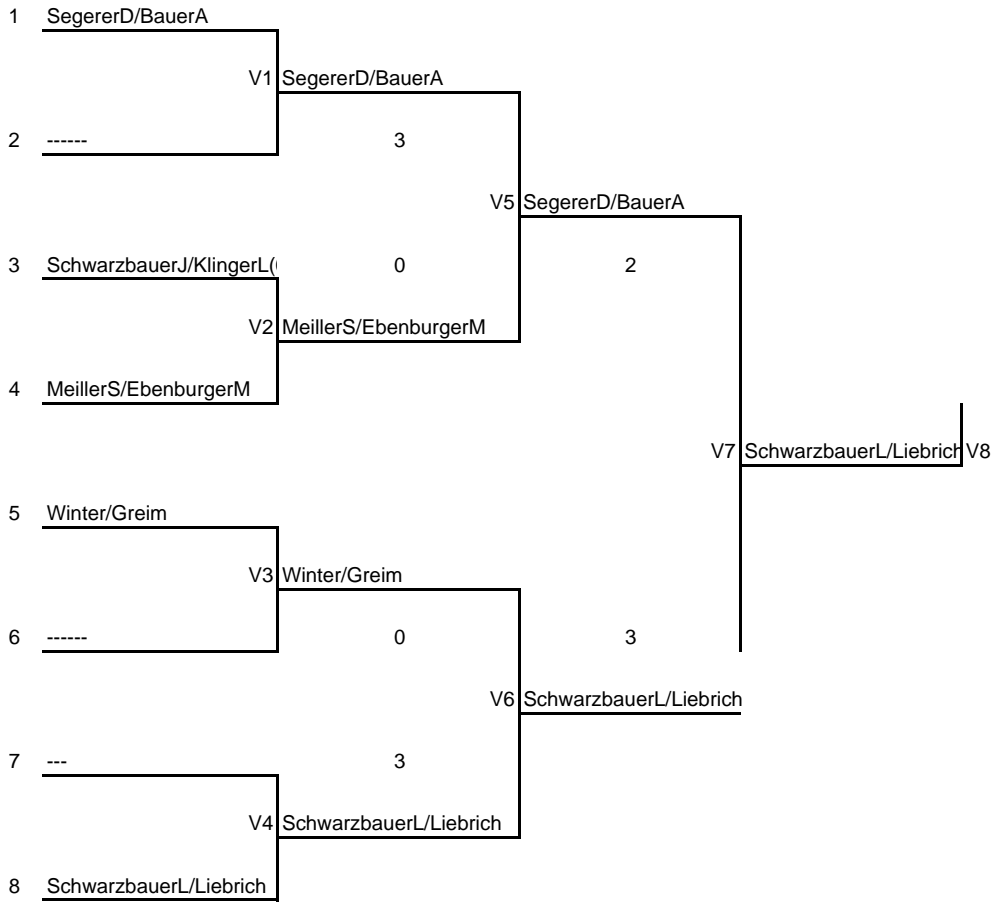 1 SegererD/BauerA
V1 SegererD/BauerA
2 ------ 3
V5 SegererD/BauerA
3 SchwarzbauerJ/KlingerL( 0 2
V2 MeillerS/EbenburgerM
4 MeillerS/EbenburgerM
V7 SchwarzbauerL/Liebrich V8
5 Winter/Greim
V3 Winter/Greim
6 ------ 0 3
V6 SchwarzbauerL/Liebrich
7 --- 3
V4 SchwarzbauerL/Liebrich
8 SchwarzbauerL/Liebrich